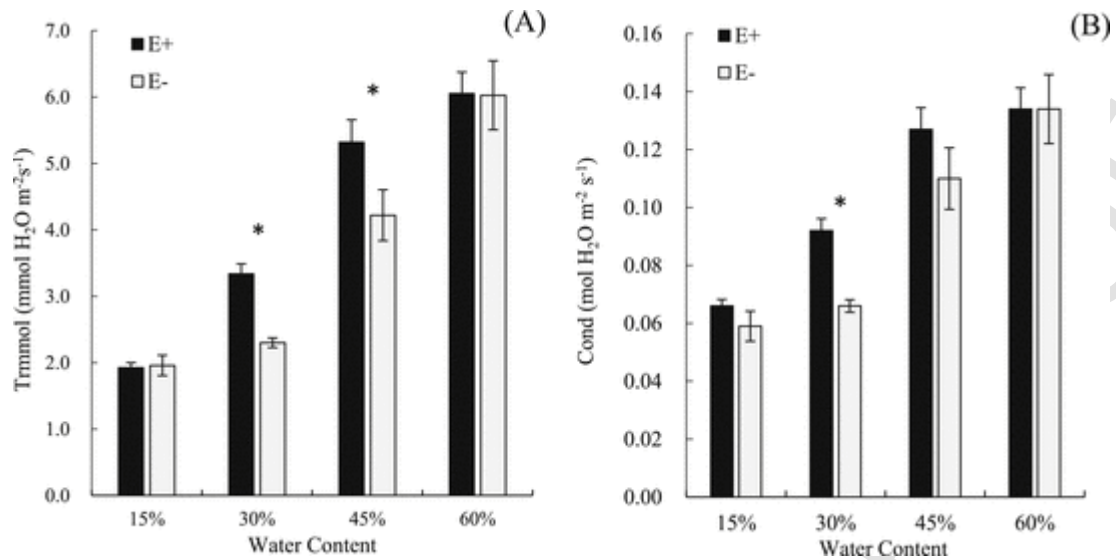 (A)
E+
E-
7.0
6.0
5.0
4.0
3.0
2.0
1.0
0.0
*
*
Trmmol (mmol H₂O m⁻²s⁻¹)
15% 30% 45% 60%
Water Content
(B)
E+
E-
0.16
0.14
0.12
0.10
0.08
0.06
0.04
0.02
0.00
*
Cond (mol H₂O m⁻² s⁻¹)
15% 30% 45% 60%
Water Content